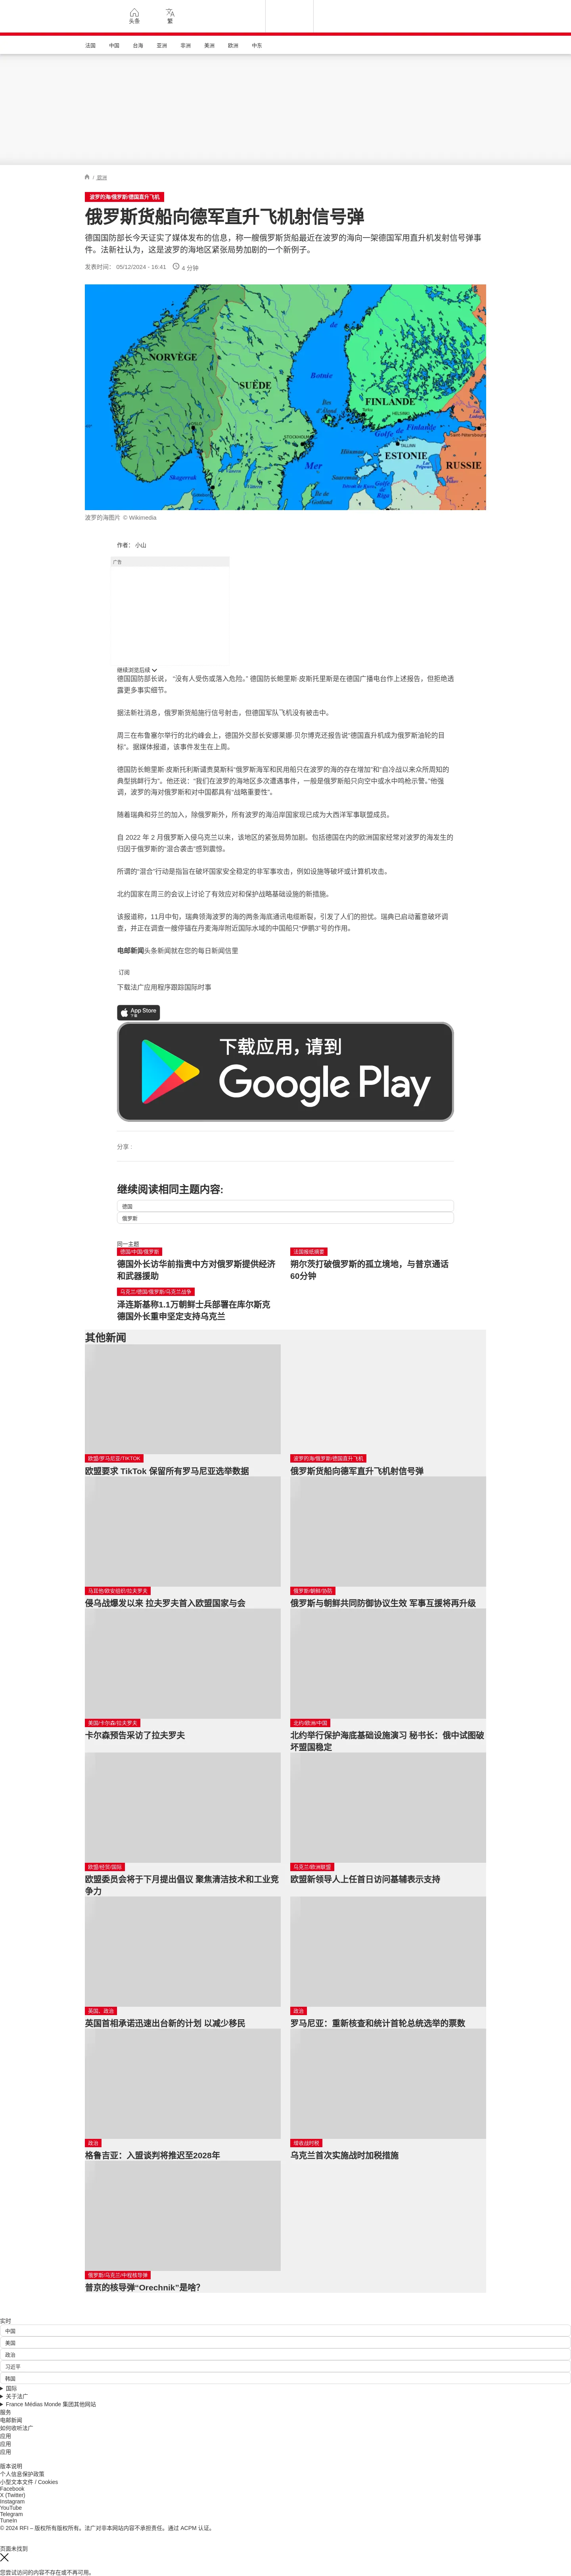 头条
繁
法国
中国
台海
亚洲
非洲
美洲
欧洲
中东
/ 欧洲
波罗的海/俄罗斯/德国直升飞机
俄罗斯货船向德军直升飞机射信号弹
德国国防部长今天证实了媒体发布的信息，称一艘俄罗斯货船最近在波罗的海向一架德国军用直升机发射信号弹事件。法新社认为，这是波罗的海地区紧张局势加剧的一个新例子。
发表时间： 05/12/2024 - 16:41
4 分钟
NORVÈGE
SUÈDE
FINLANDE
ESTONIE
RUSSIE
Mer
de
Botnie
Golfe de Finlande
HELSINKI
TALLINN
STOCKHOLM
Skagerrak
波罗的海图片 © Wikimedia
作者： 小山
广告
继续浏览后续
德国国防部长说， “没有人受伤或落入危险。” 德国防长鲍里斯·皮斯托里斯是在德国广播电台作上述报告，但拒绝透露更多事实细节。
据法新社消息，俄罗斯货船施行信号射击，但德国军队飞机没有被击中。
周三在布鲁塞尔举行的北约峰会上，德国外交部长安娜莱娜·贝尔博克还报告说“德国直升机成为俄罗斯油轮的目标”。据媒体报道，该事件发生在上周。
德国防长鲍里斯·皮斯托利斯谴责莫斯科“俄罗斯海军和民用船只在波罗的海的存在增加”和“自冷战以来众所周知的典型挑衅行为”。他还说：“我们在波罗的海地区多次遭遇事件，一般是俄罗斯船只向空中或水中鸣枪示警。”他强调，波罗的海对俄罗斯和对中国都具有“战略重要性”。
随着瑞典和芬兰的加入，除俄罗斯外，所有波罗的海沿岸国家现已成为大西洋军事联盟成员。
自 2022 年 2 月俄罗斯入侵乌克兰以来，该地区的紧张局势加剧。包括德国在内的欧洲国家经常对波罗的海发生的归因于俄罗斯的“混合袭击”感到震惊。
所谓的“混合”行动是指旨在破坏国家安全稳定的非军事攻击，例如设施等破坏或计算机攻击。
北约国家在周三的会议上讨论了有效应对和保护战略基础设施的新措施。
该报道称，11月中旬，瑞典领海波罗的海的两条海底通讯电缆断裂，引发了人们的担忧。瑞典已启动蓄意破坏调查，并正在调查一艘停锚在丹麦海岸附近国际水域的中国船只“伊鹏3”号的作用。
电邮新闻头条新闻就在您的每日新闻信里
订阅
下载法广应用程序跟踪国际时事
App Store
下载应用，请到
Google Play
分享 :
继续阅读相同主题内容:
德国
俄罗斯
同一主题
德国/中国/俄罗斯
德国外长访华前指责中方对俄罗斯提供经济和武器援助
法国报纸摘要
朔尔茨打破俄罗斯的孤立境地，与普京通话60分钟
乌克兰/德国/俄罗斯/乌克兰战争
泽连斯基称1.1万朝鲜士兵部署在库尔斯克 德国外长重申坚定支持乌克兰
其他新闻
欧盟/罗马尼亚/TIKTOK
欧盟要求 TikTok 保留所有罗马尼亚选举数据
波罗的海/俄罗斯/德国直升飞机
俄罗斯货船向德军直升飞机射信号弹
马耳他/欧安组织/拉夫罗夫
侵乌战爆发以来 拉夫罗夫首入欧盟国家与会
俄罗斯/朝鲜/协防
俄罗斯与朝鲜共同防御协议生效 军事互援将再升级
美国/卡尔森/拉夫罗夫
卡尔森预告采访了拉夫罗夫
北约/欧洲/中国
北约举行保护海底基础设施演习 秘书长：俄中试图破坏盟国稳定
欧盟/经贸/国际
欧盟委员会将于下月提出倡议 聚焦清洁技术和工业竞争力
乌克兰/欧洲联盟
欧盟新领导人上任首日访问基辅表示支持
英国、政治
英国首相承诺迅速出台新的计划 以减少移民
政治
罗马尼亚：重新核查和统计首轮总统选举的票数
政治
格鲁吉亚：入盟谈判将推迟至2028年
增收战时税
乌克兰首次实施战时加税措施
俄罗斯/乌克兰/中程核导弹
普京的核导弹“Orechnik”是啥？
实时
中国
美国
政治
习近平
韩国
国际
关于法广
France Médias Monde 集团其他网站
服务
电邮新闻
如何收听法广
应用
应用
应用
版本说明
个人信息保护政策
小型文本文件 / Cookies
Facebook
X (Twitter)
Instagram
YouTube
Telegram
TuneIn
© 2024 RFI – 版权所有版权所有。法广对非本网站内容不承担责任。通过 ACPM 认证。
页面未找到
您尝试访问的内容不存在或不再可用。